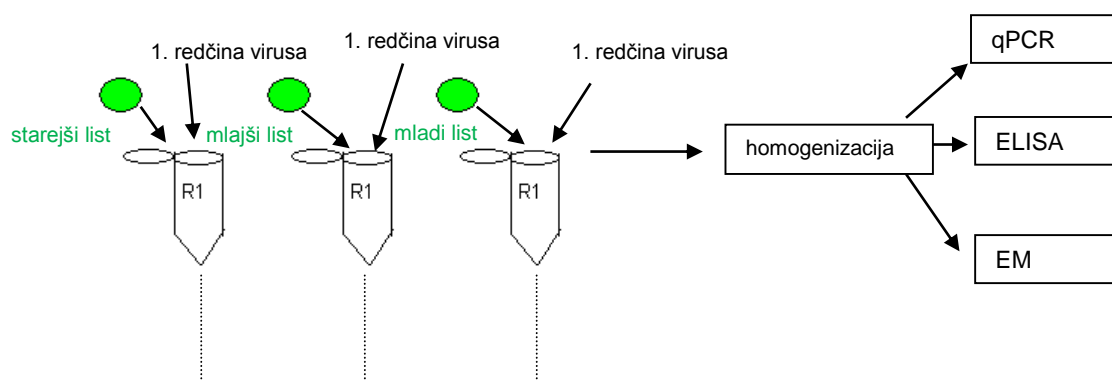 1. redčina virusa
1. redčina virusa
1. redčina virusa
starejši list
mlajši list
mladi list
R1
R1
R1
homogenizacija
qPCR
ELISA
EM